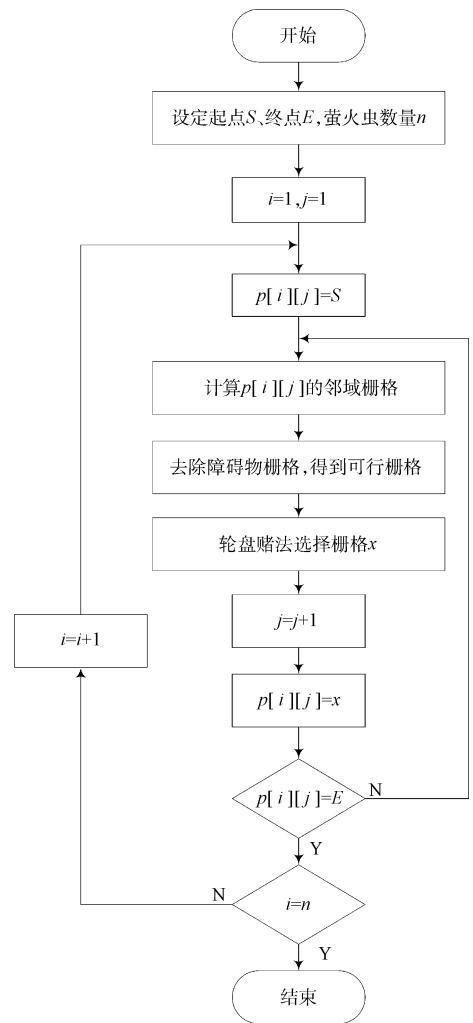 开始
设定起点S、终点E,萤火虫数量n
i=1,j=1
p[i][j]=S
计算p[i][j]的邻域栅格
去除障碍物栅格,得到可行栅格
轮盘赌法选择栅格x
j=j+1
i=i+1
p[i][j]=x
p[i][j]=E
N
Y
i=n
N
Y
结束